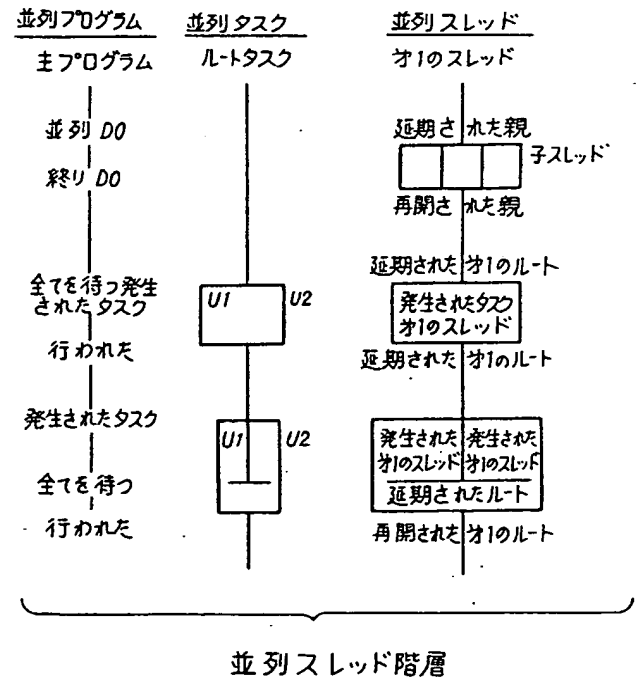 並列プログラム
主プログラム
並列 DO
終り DO
全てを待つ発生
されたタスク
行われた
発生されたタスク
全てを待つ
行われた
並列タスク
ルートタスク
U1
U2
U1
U2
並列スレッド
才1のスレッド
延期された親
子スレッド
再開された親
延期された才1のルート
発生されたタスク
才1のスレッド
延期された才1のルート
発生された 発生された
才1のスレッド 才1のスレッド
延期されたルート
再開された才1のルート
並列スレッド階層